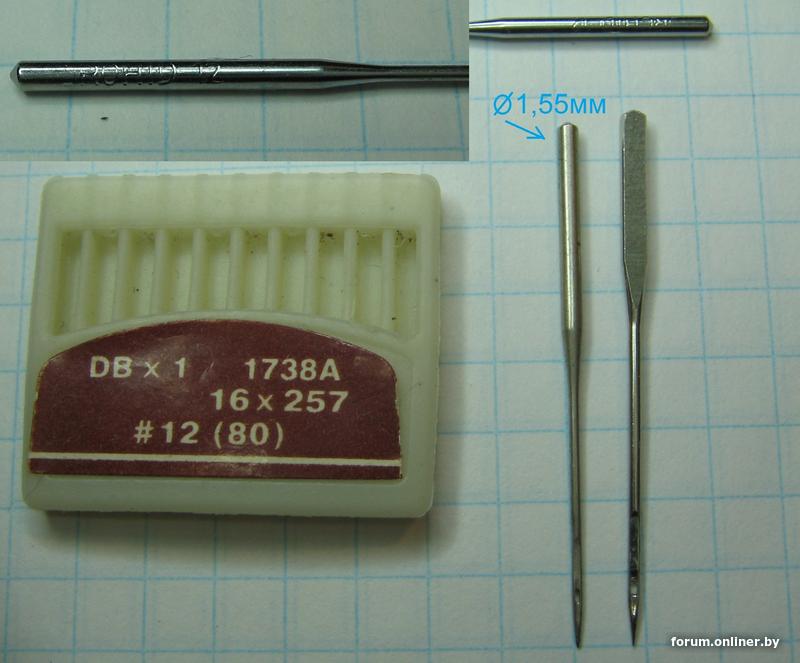 Ø1,55мм
DB x 1 1738A
16 x 257
#12 (80)
forum.onliner.by